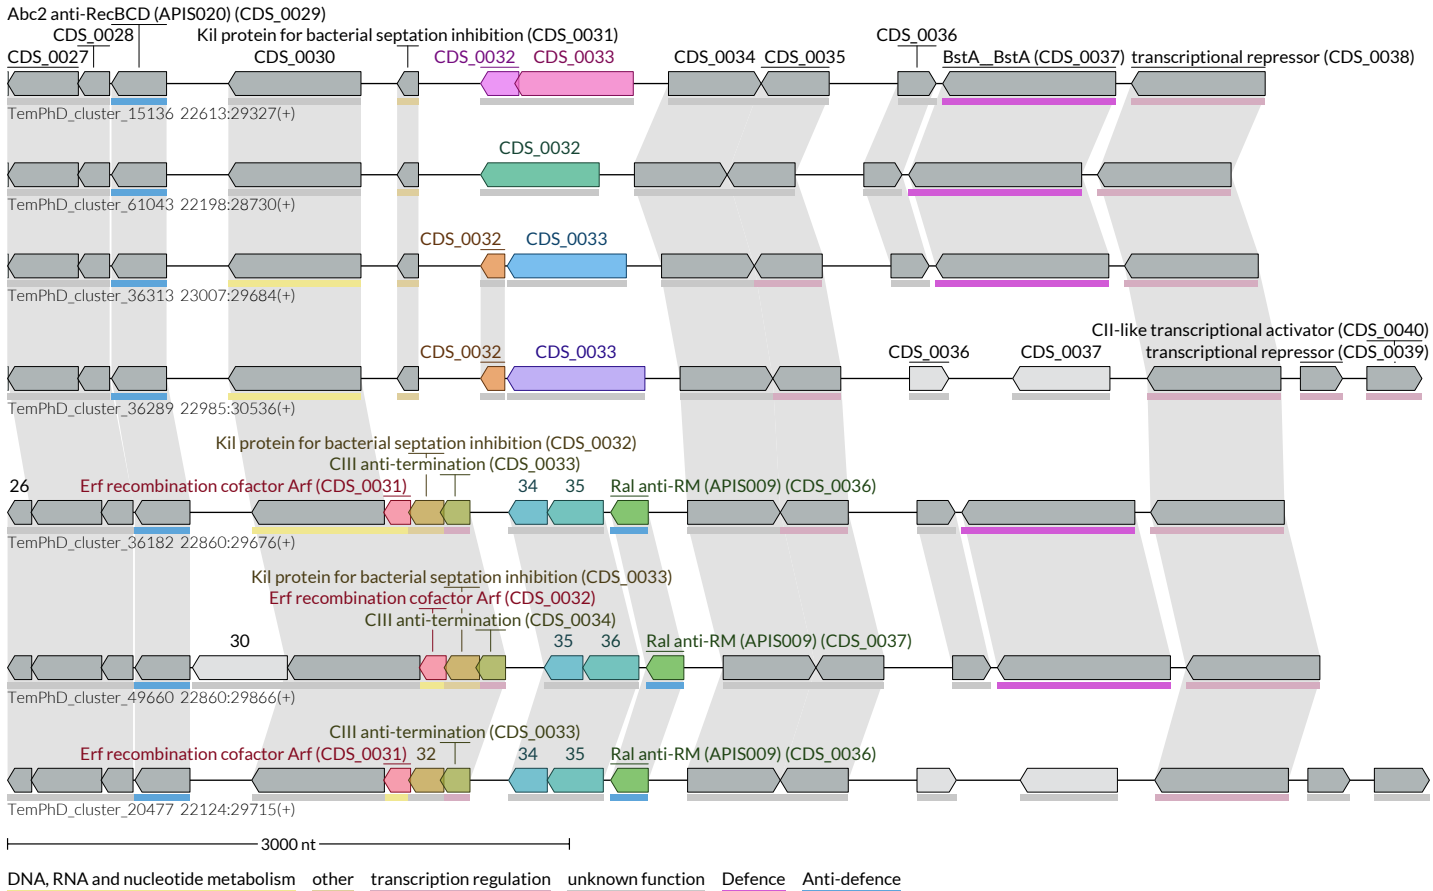 Abc2 anti-RecBCD (APIS020) (CDS_0029)
CDS_0028 Kil protein for bacterial septation inhibition (CDS_0031) CDS_0036
CDS_0027 CDS_0030 CDS_0032 CDS_0033 CDS_0034 CDS_0035 BstA__BstA (CDS_0037) transcriptional repressor (CDS_0038)
TemPhD_cluster_15136 22613:29327(+)
CDS_0032
TemPhD_cluster_61043 22198:28730(+)
CDS_0032 CDS_0033
TemPhD_cluster_36313 23007:29684(+)
CII-like transcriptional activator (CDS_0040)
CDS_0032 CDS_0033 CDS_0036 CDS_0037 transcriptional repressor (CDS_0039)
TemPhD_cluster_36289 22985:30536(+)
Kil protein for bacterial septation inhibition (CDS_0032)
CIII anti-termination (CDS_0033)
26 Erf recombination cofactor Arf (CDS_0031) 34 35 Ral anti-RM (APIS009) (CDS_0036)
TemPhD_cluster_36182 22860:29676(+)
Kil protein for bacterial septation inhibition (CDS_0033)
Erf recombination cofactor Arf (CDS_0032)
CIII anti-termination (CDS_0034)
30 35 36 Ral anti-RM (APIS009) (CDS_0037)
TemPhD_cluster_49660 22860:29866(+)
CIII anti-termination (CDS_0033)
Erf recombination cofactor Arf (CDS_0031) 32 34 35 Ral anti-RM (APIS009) (CDS_0036)
TemPhD_cluster_20477 22124:29715(+)
3000 nt
DNA, RNA and nucleotide metabolism other transcription regulation unknown function Defence Anti-defence